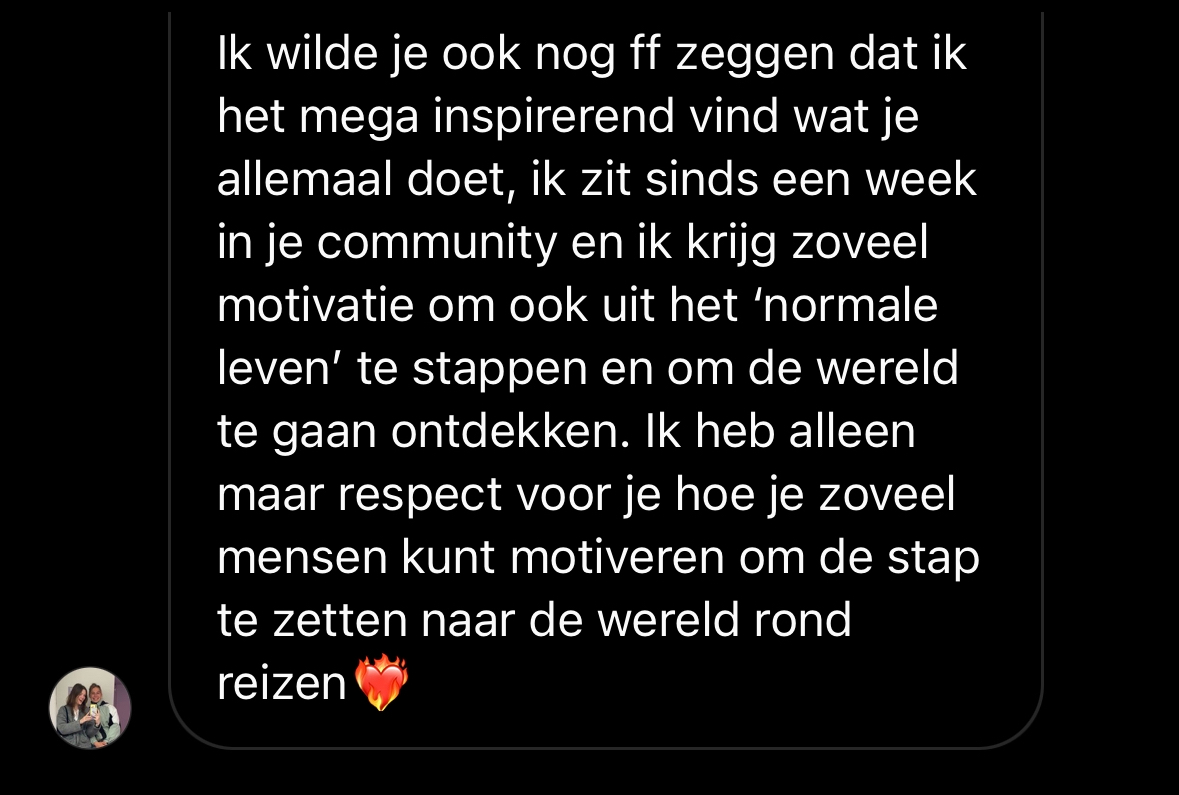 Ik wilde je ook nog ff zeggen dat ik
het mega inspirerend vind wat je
allemaal doet, ik zit sinds een week
in je community en ik krijg zoveel
motivatie om ook uit het ‘normale
leven’ te stappen en om de wereld
te gaan ontdekken. Ik heb alleen
maar respect voor je hoe je zoveel
mensen kunt motiveren om de stap
te zetten naar de wereld rond
reizen❤️‍🔥